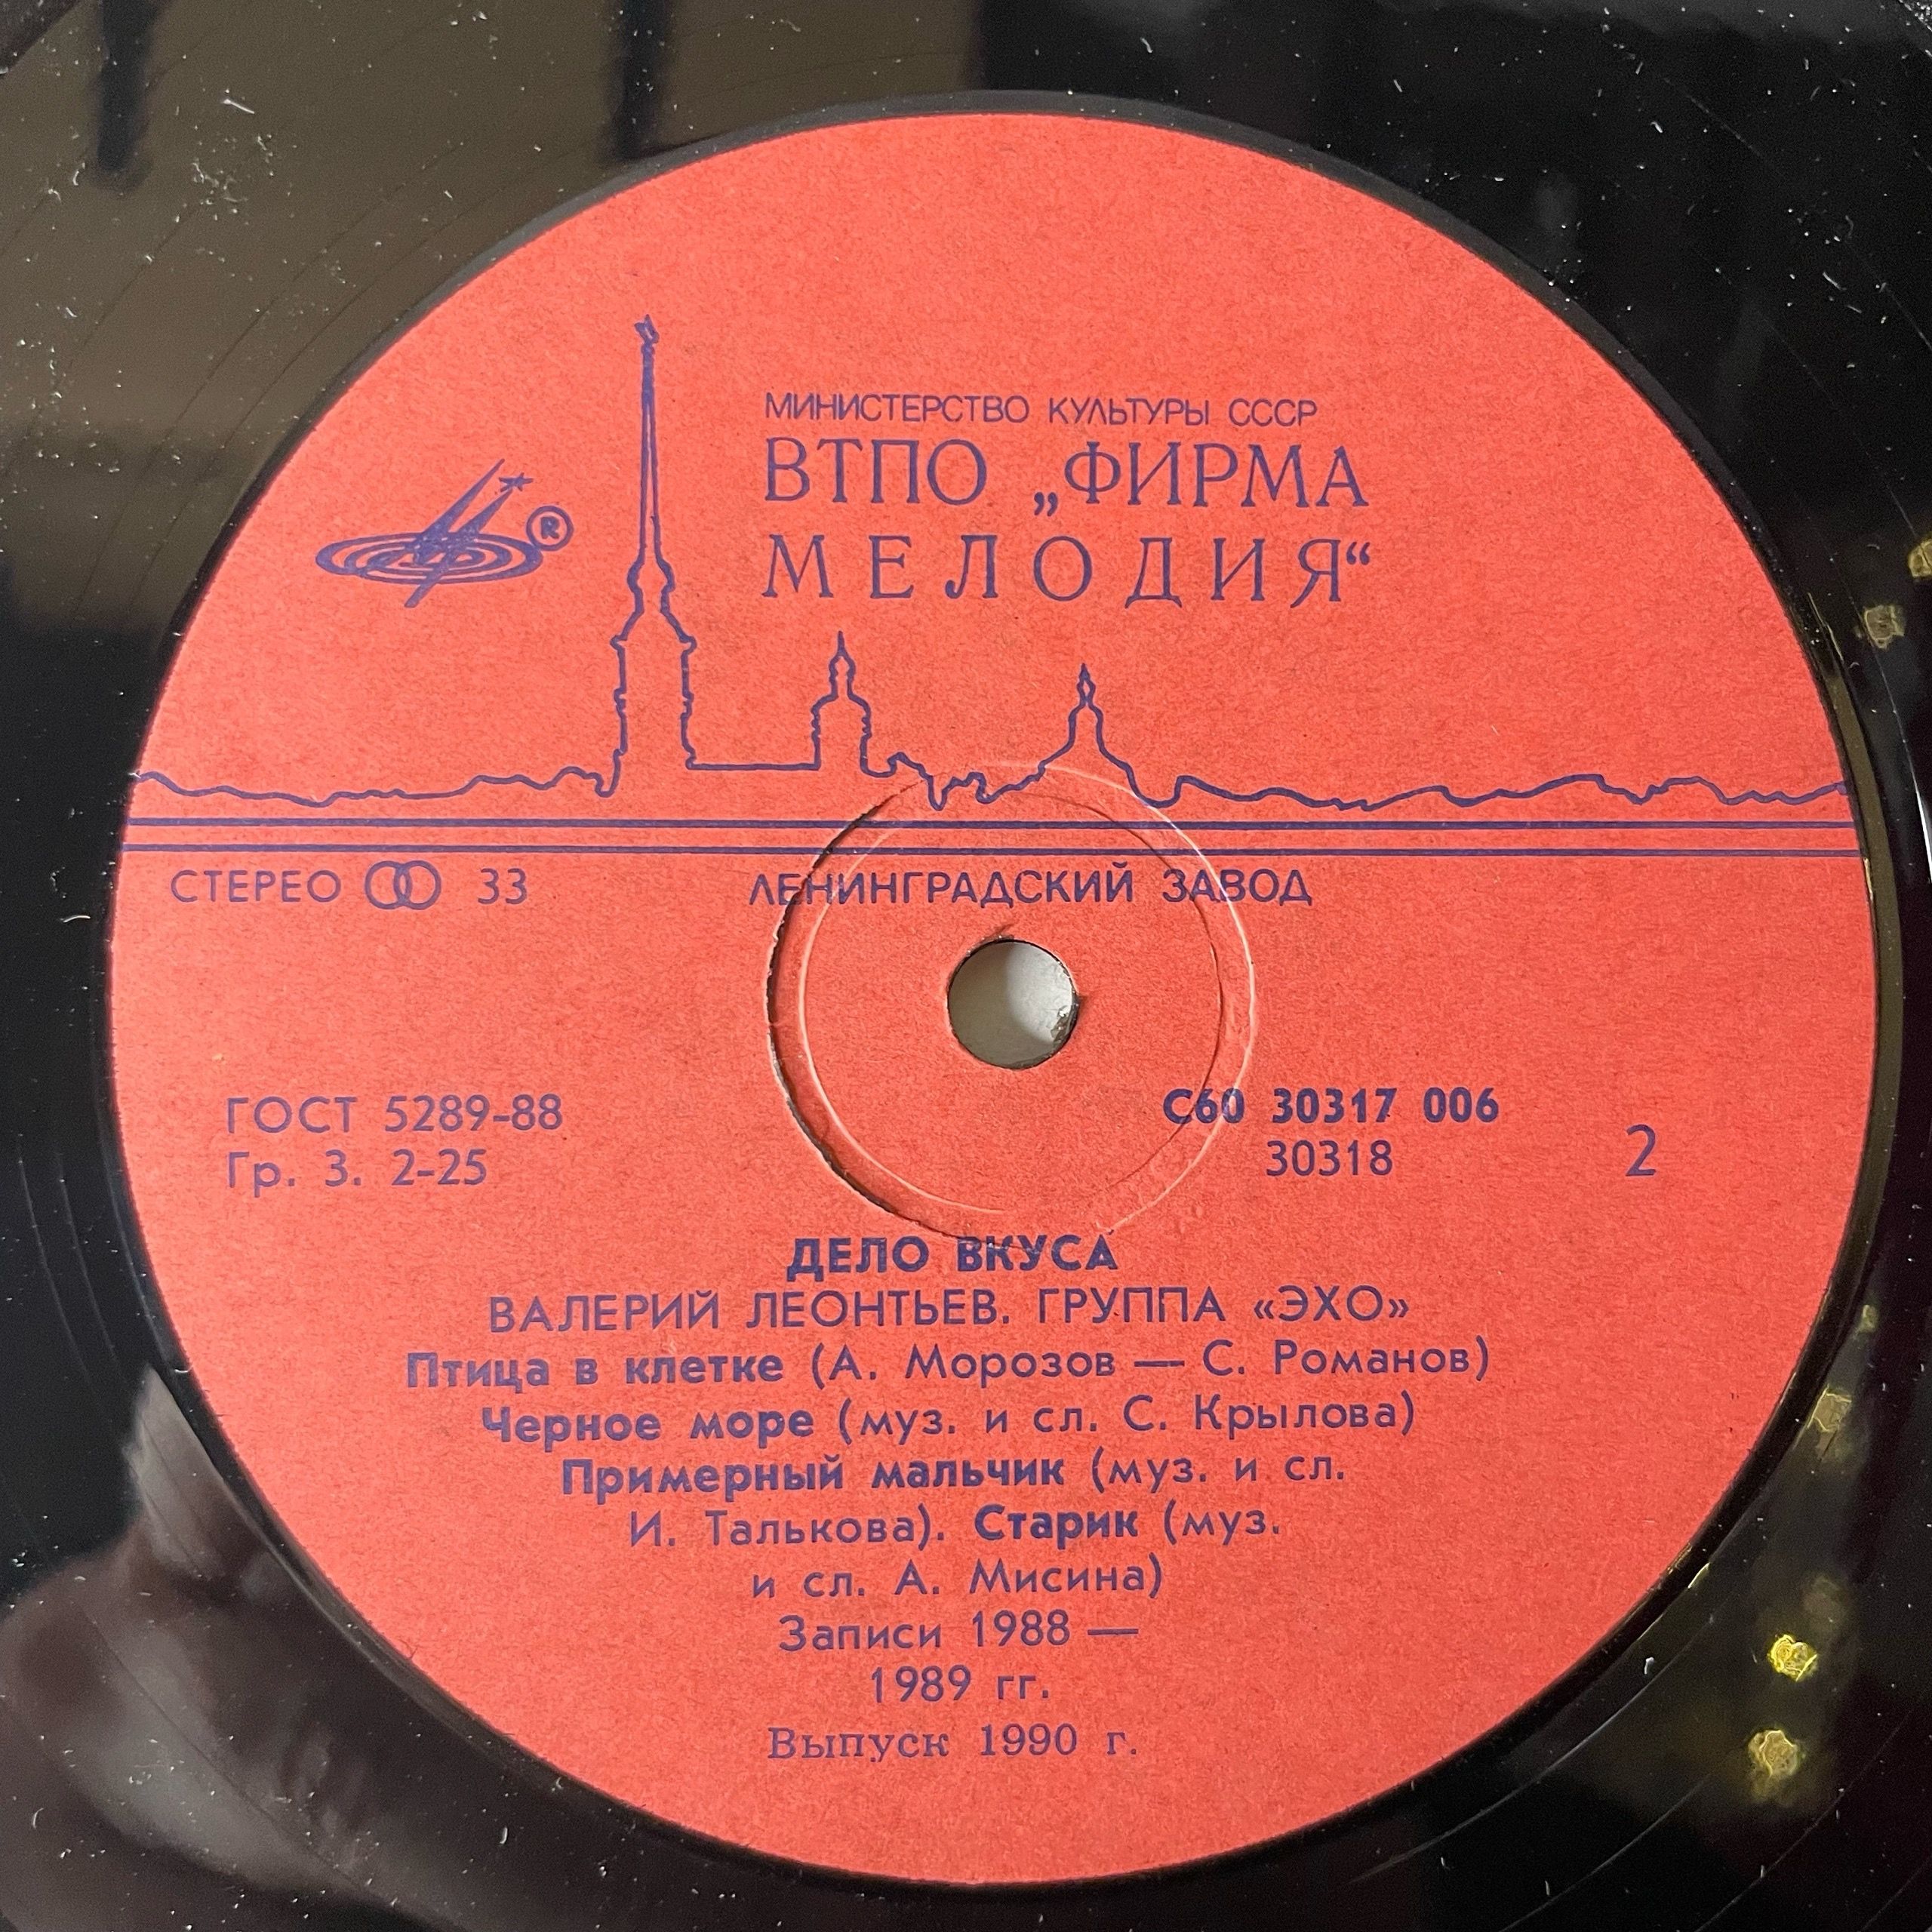 МИНИСТЕРСТВО КУЛЬТУРЫ СССР
ВТПО „ФИРМА
МЕЛОДИЯ“
®
СТЕРЕО 33
ЛЕНИНГРАДСКИЙ ЗАВОД
ГОСТ 5289-88
Гр. 3. 2-25
С60 30317 006
30318
2
ДЕЛО ВКУСА
ВАЛЕРИЙ ЛЕОНТЬЕВ. ГРУППА «ЭХО»
Птица в клетке (А. Морозов — С. Романов)
Черное море (муз. и сл. С. Крылова)
Примерный мальчик (муз. и сл.
И. Талькова). Старик (муз.
и сл. А. Мисина)
Записи 1988 —
1989 гг.
Выпуск 1990 г.